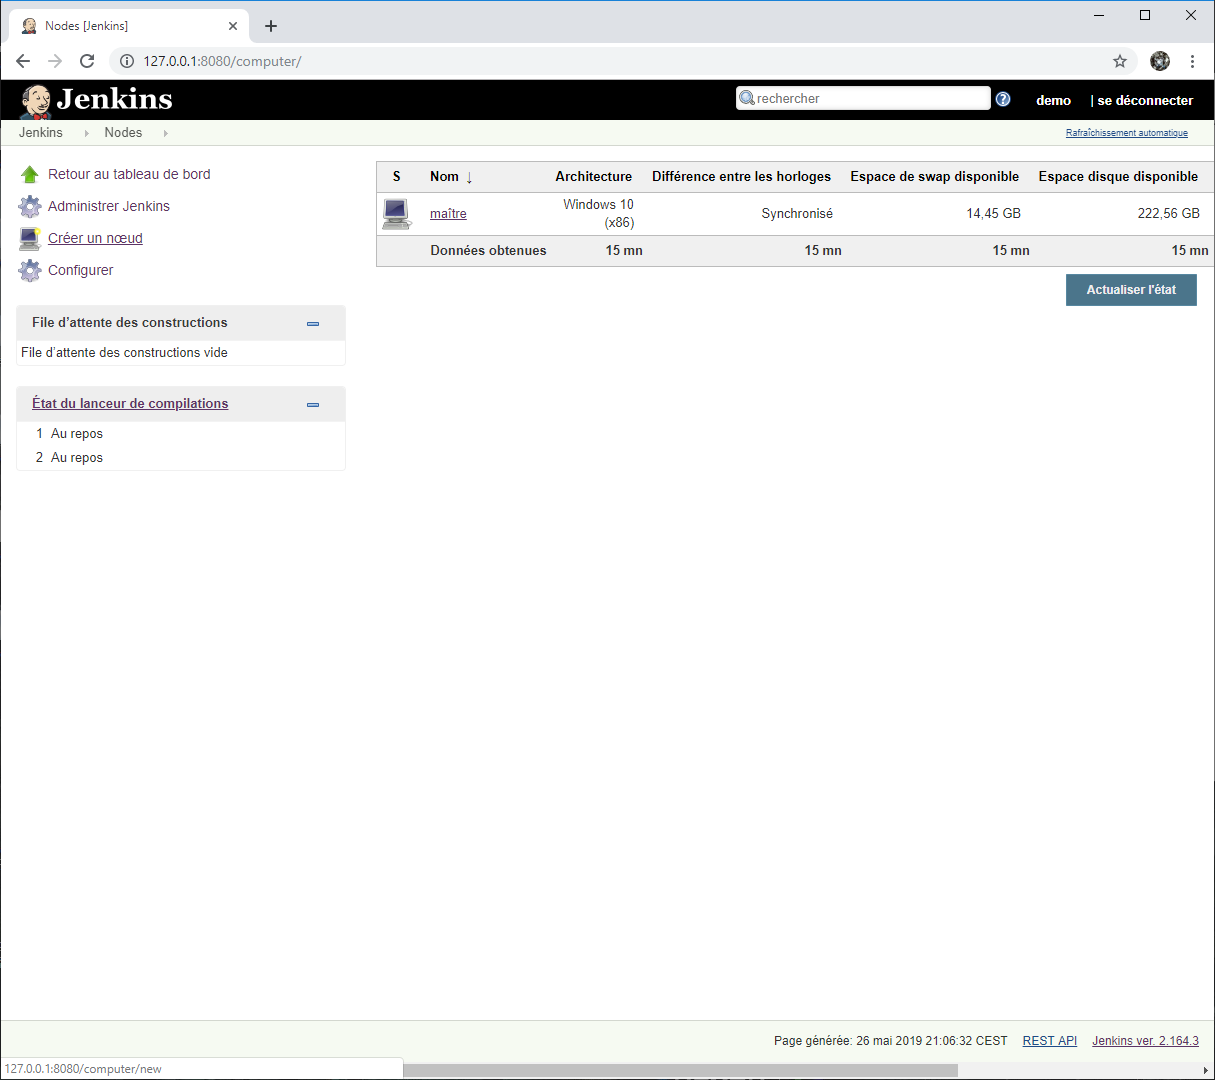 Nodes [Jenkins]
127.0.0.1:8080/computer/
Jenkins
rechercher
demo
| se déconnecter
Jenkins Nodes
Rafraîchissement automatique
Retour au tableau de bord
Administrer Jenkins
Créer un nœud
Configurer
File d'attente des constructions
File d'attente des constructions vide
État du lanceur de compilations
1 Au repos
2 Au repos
S Nom ↓ Architecture Différence entre les horloges Espace de swap disponible Espace disque disponible
maître Windows 10 (x86) Synchronisé 14,45 GB 222,56 GB
Données obtenues 15 mn 15 mn 15 mn 15 mn
Actualiser l'état
Page générée: 26 mai 2019 21:06:32 CEST REST API Jenkins ver. 2.164.3
127.0.0.1:8080/computer/new